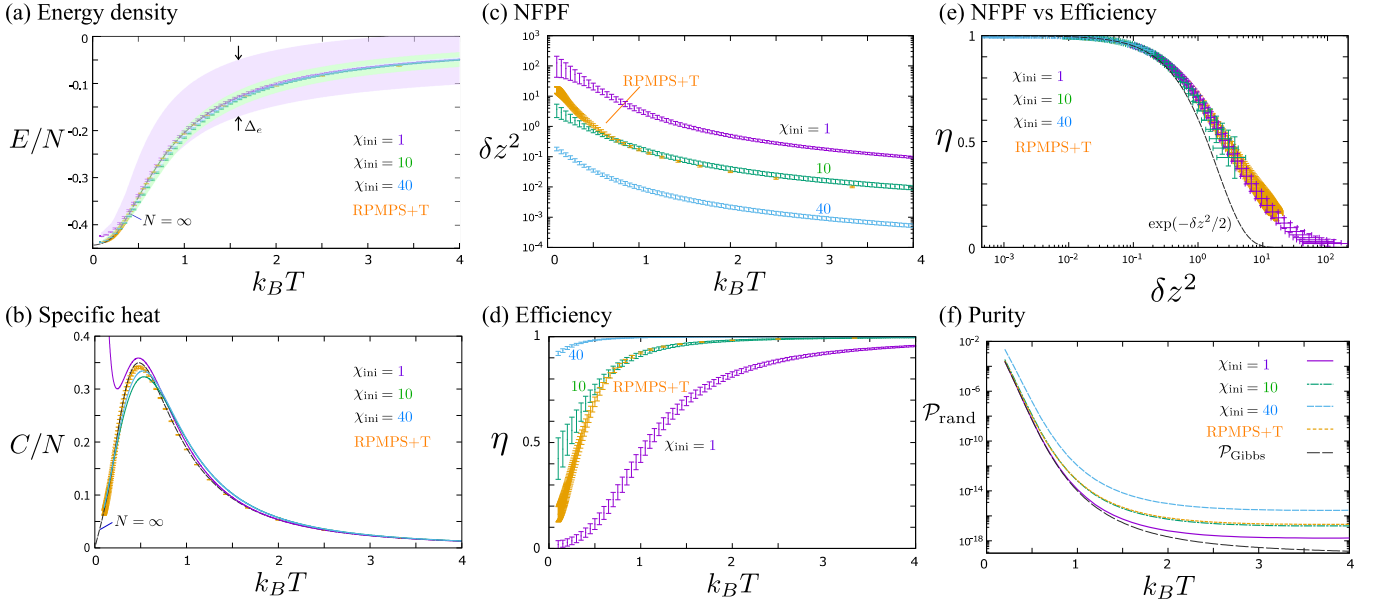 (a) Energy density
0
-0.1
-0.2
-0.3
-0.4
E/N
Δe
χini = 1
χini = 10
χini = 40
RPMPS+T
N = ∞
0 1 2 3 4
kBT
(b) Specific heat
0.4
0.3
0.2
0.1
0
C/N
χini = 1
χini = 10
χini = 40
RPMPS+T
N = ∞
0 1 2 3 4
kBT
(c) NFPF
10³
10²
10¹
10⁰
10⁻¹
10⁻²
10⁻³
10⁻⁴
δz²
RPMPS+T
χini = 1
10
40
0 1 2 3 4
kBT
(d) Efficiency
1
0.5
0
η
40
10
RPMPS+T
χini = 1
0 1 2 3 4
kBT
(e) NFPF vs Efficiency
1
0.5
0
η
χini = 1
χini = 10
χini = 40
RPMPS+T
exp(−δz²/2)
10⁻³ 10⁻² 10⁻¹ 10⁰ 10¹ 10²
δz²
(f) Purity
10⁻²
10⁻⁶
10⁻¹⁰
10⁻¹⁴
10⁻¹⁸
𝒫rand
χini = 1
χini = 10
χini = 40
RPMPS+T
𝒫Gibbs
0 1 2 3 4
kBT